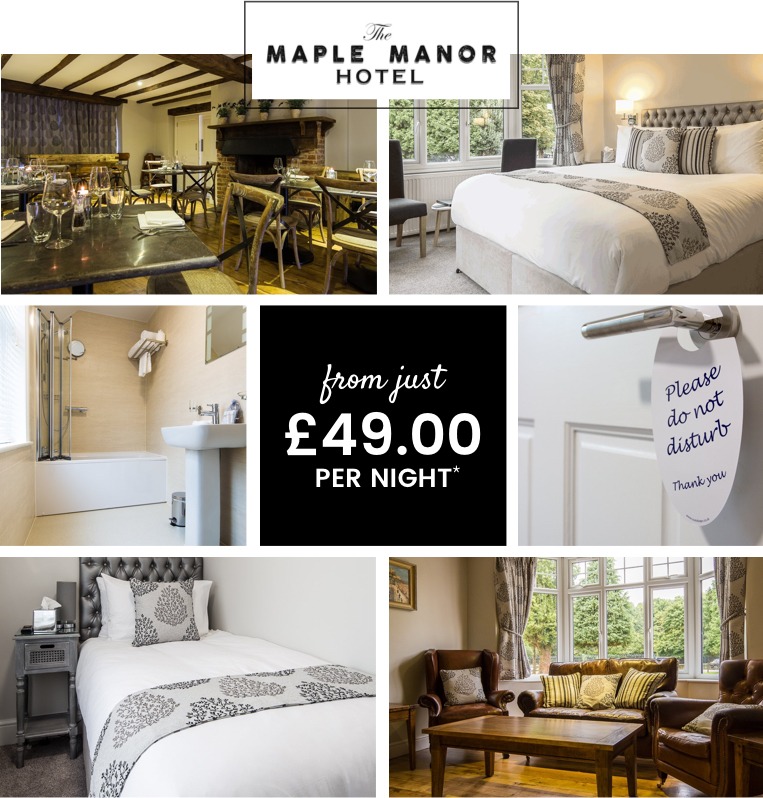 The
MAPLE MANOR
HOTEL
from just
£49.00
PER NIGHT*
Please
do not
disturb
Thank you